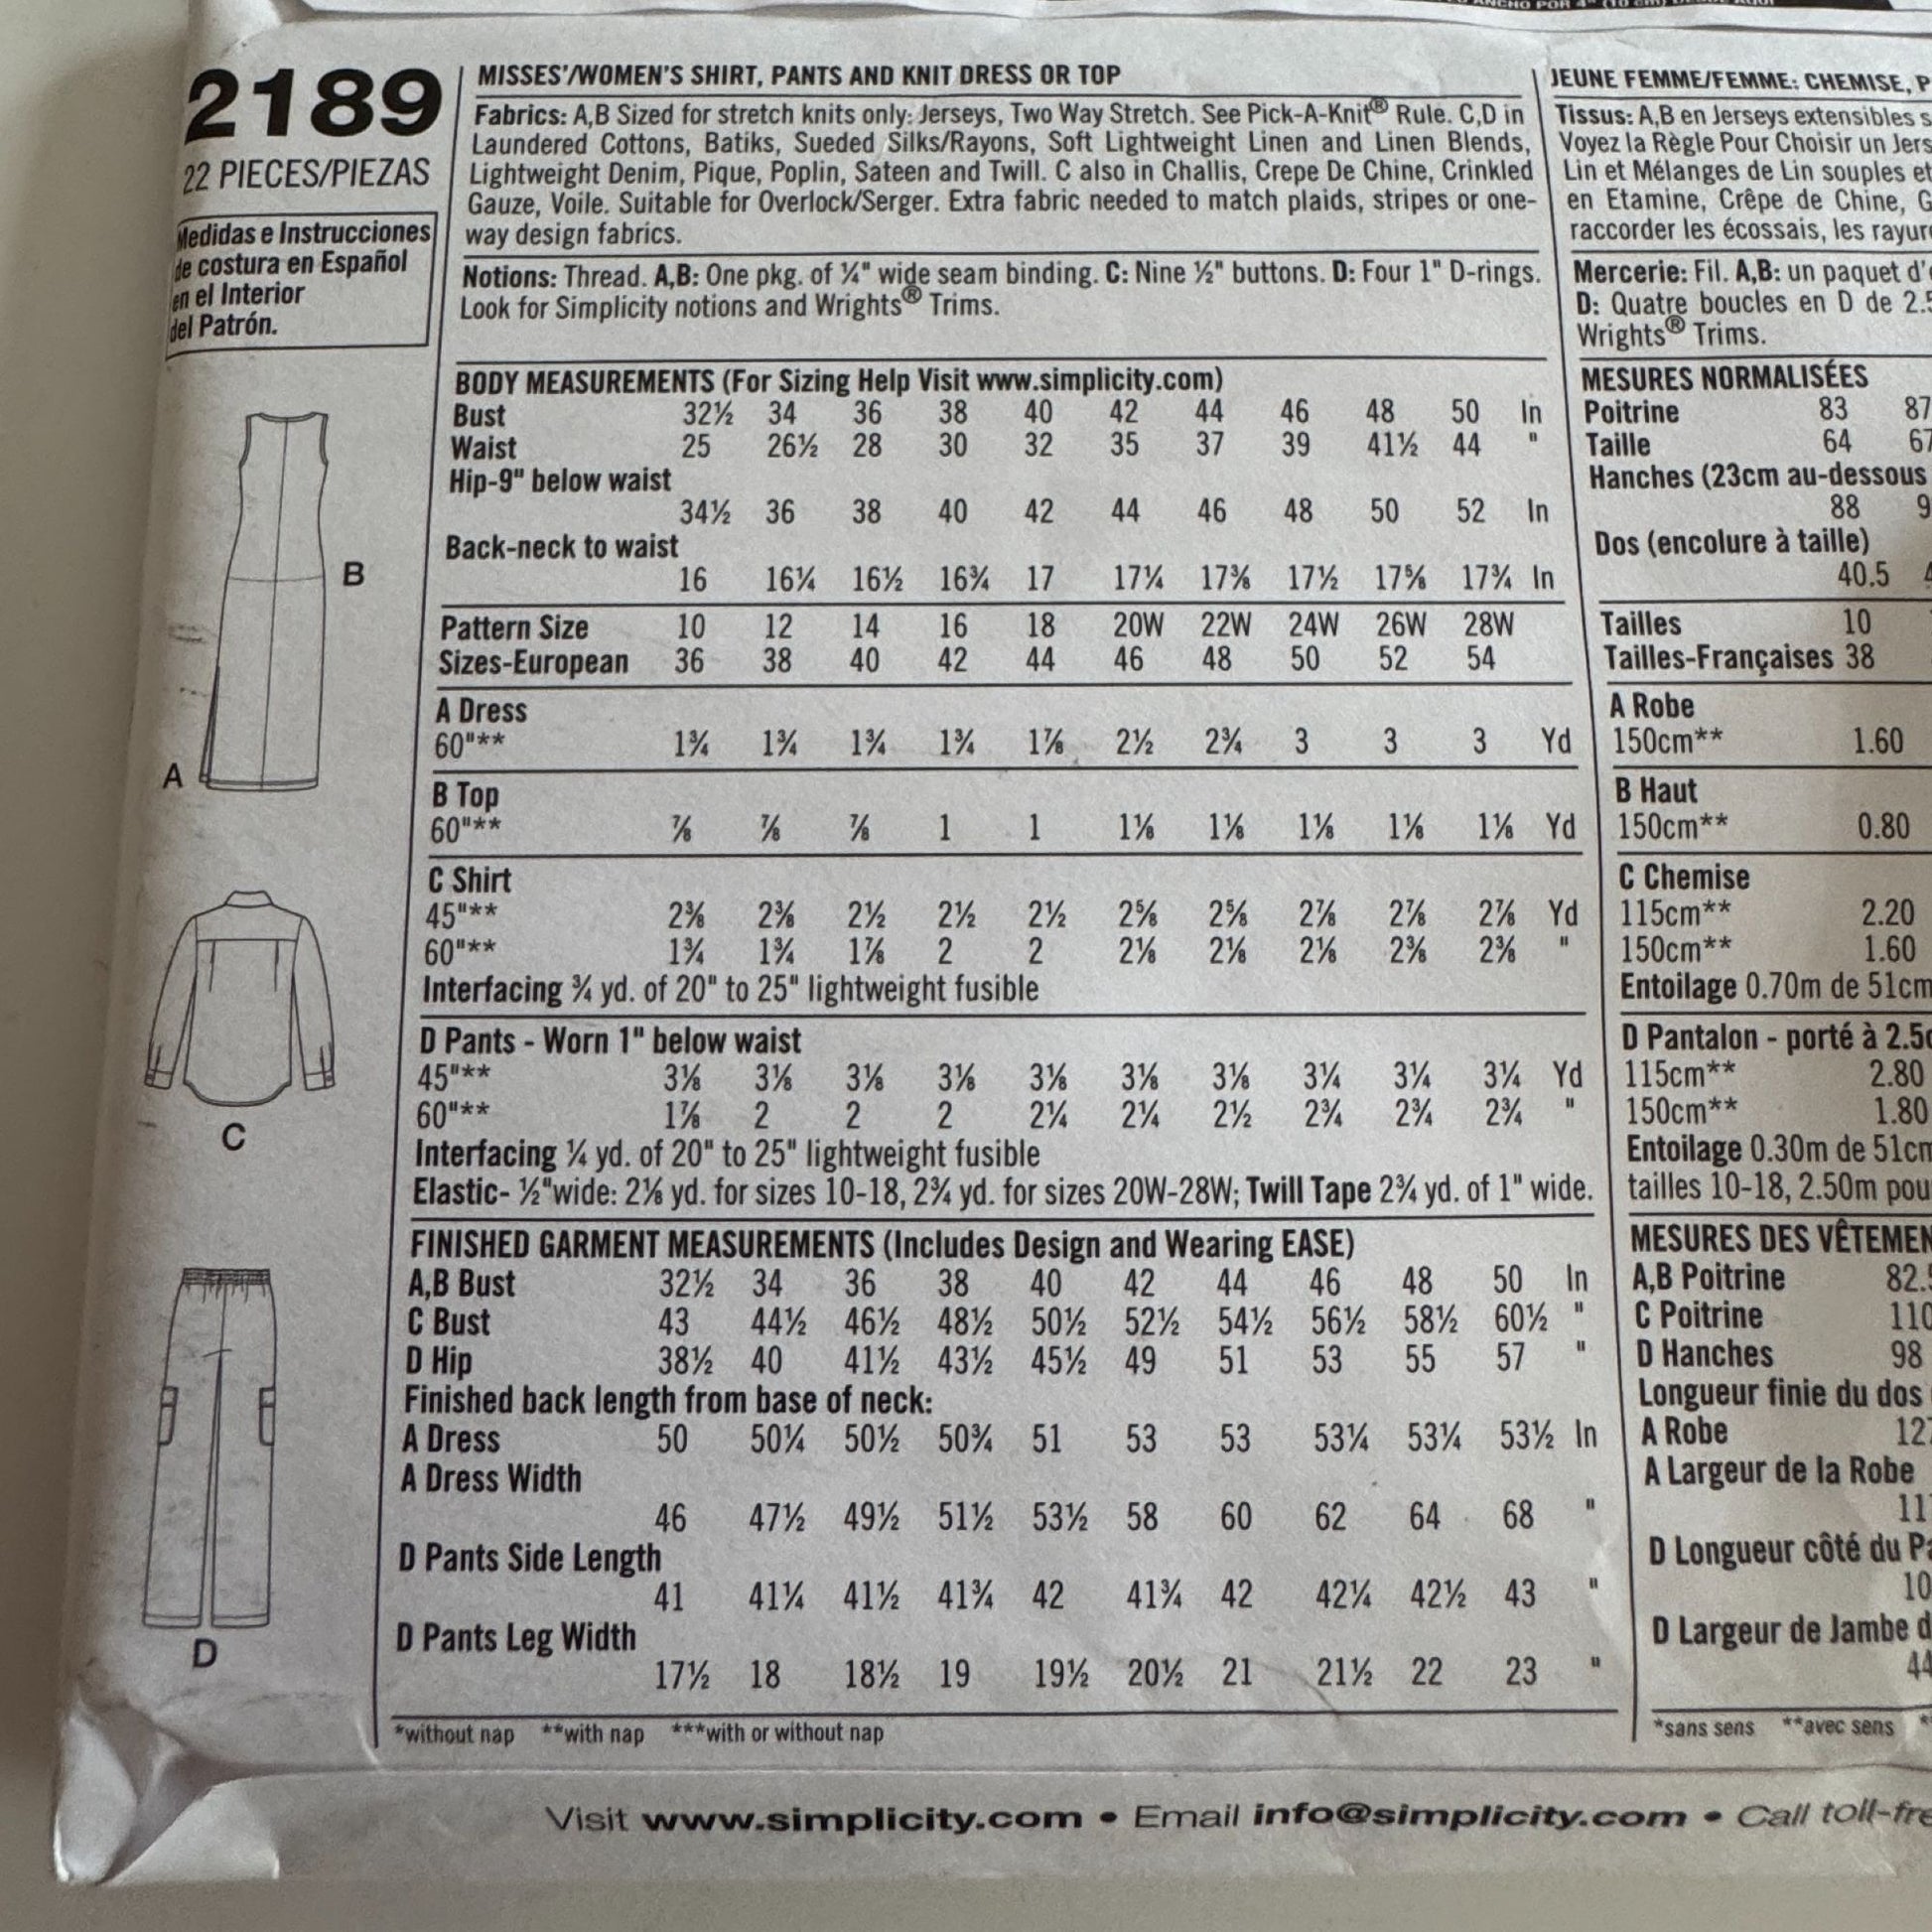 ANCHO POR 4" (10 cm) DESDE AQUÍ
2189
22 PIECES/PIEZAS
Medidas e Instrucciones
de costura en Español
en el Interior
del Patrón.
B
A
C
D
MISSES'/WOMEN'S SHIRT, PANTS AND KNIT DRESS OR TOP
Fabrics: A,B Sized for stretch knits only: Jerseys, Two Way Stretch. See Pick-A-Knit® Rule. C,D in
Laundered Cottons, Batiks, Sueded Silks/Rayons, Soft Lightweight Linen and Linen Blends,
Lightweight Denim, Pique, Poplin, Sateen and Twill. C also in Challis, Crepe De Chine, Crinkled
Gauze, Voile. Suitable for Overlock/Serger. Extra fabric needed to match plaids, stripes or one-
way design fabrics.
Notions: Thread. A,B: One pkg. of ¼" wide seam binding. C: Nine ½" buttons. D: Four 1" D-rings.
Look for Simplicity notions and Wrights® Trims.
BODY MEASUREMENTS (For Sizing Help Visit www.simplicity.com)
Bust 32½ 34 36 38 40 42 44 46 48 50 In
Waist 25 26½ 28 30 32 35 37 39 41½ 44 "
Hip-9" below waist
34½ 36 38 40 42 44 46 48 50 52 In
Back-neck to waist
16 16¼ 16½ 16¾ 17 17¼ 17⅜ 17½ 17⅝ 17¾ In
Pattern Size 10 12 14 16 18 20W 22W 24W 26W 28W
Sizes-European 36 38 40 42 44 46 48 50 52 54
A Dress
60"** 1¾ 1¾ 1¾ 1¾ 1⅞ 2½ 2¾ 3 3 3 Yd
B Top
60"** ⅞ ⅞ ⅞ 1 1 1⅛ 1⅛ 1⅛ 1⅛ 1⅛ Yd
C Shirt
45"** 2⅜ 2⅜ 2½ 2½ 2½ 2⅝ 2⅝ 2⅞ 2⅞ 2⅞ Yd
60"** 1¾ 1¾ 1⅞ 2 2 2⅛ 2⅛ 2⅛ 2⅜ 2⅜ "
Interfacing ¾ yd. of 20" to 25" lightweight fusible
D Pants - Worn 1" below waist
45"** 3⅛ 3⅛ 3⅛ 3⅛ 3⅛ 3⅛ 3⅛ 3¼ 3¼ 3¼ Yd
60"** 1⅞ 2 2 2 2¼ 2¼ 2½ 2¾ 2¾ 2¾ "
Interfacing ¼ yd. of 20" to 25" lightweight fusible
Elastic- ½"wide: 2⅛ yd. for sizes 10-18, 2¾ yd. for sizes 20W-28W; Twill Tape 2¾ yd. of 1" wide.
FINISHED GARMENT MEASUREMENTS (Includes Design and Wearing EASE)
A,B Bust 32½ 34 36 38 40 42 44 46 48 50 In
C Bust 43 44½ 46½ 48½ 50½ 52½ 54½ 56½ 58½ 60½ "
D Hip 38½ 40 41½ 43½ 45½ 49 51 53 55 57 "
Finished back length from base of neck:
A Dress 50 50¼ 50½ 50¾ 51 53 53 53¼ 53¼ 53½ In
A Dress Width
46 47½ 49½ 51½ 53½ 58 60 62 64 68 "
D Pants Side Length
41 41¼ 41½ 41¾ 42 41¾ 42 42¼ 42½ 43 "
D Pants Leg Width
17½ 18 18½ 19 19½ 20½ 21 21½ 22 23 "
*without nap **with nap ***with or without nap
JEUNE FEMME/FEMME: CHEMISE, P
Tissus: A,B en Jerseys extensibles s
Voyez la Règle Pour Choisir un Jers
Lin et Mélanges de Lin souples et
en Etamine, Crêpe de Chine, G
raccorder les écossais, les rayur
Mercerie: Fil. A,B: un paquet d'
D: Quatre boucles en D de 2.5
Wrights® Trims.
MESURES NORMALISÉES
Poitrine 83 87
Taille 64 67
Hanches (23cm au-dessous
88 9
Dos (encolure à taille)
40.5 4
Tailles 10
Tailles-Françaises 38
A Robe
150cm** 1.60
B Haut
150cm** 0.80
C Chemise
115cm** 2.20
150cm** 1.60
Entoilage 0.70m de 51cm
D Pantalon - porté à 2.5c
115cm** 2.80
150cm** 1.80
Entoilage 0.30m de 51cm
tailles 10-18, 2.50m pou
MESURES DES VÊTEMEN
A,B Poitrine 82.5
C Poitrine 110
D Hanches 98
Longueur finie du dos
A Robe 127
A Largeur de la Robe
117
D Longueur côté du Pa
10
D Largeur de Jambe d
44
*sans sens **avec sens *
Visit www.simplicity.com • Email info@simplicity.com • Call toll-fre